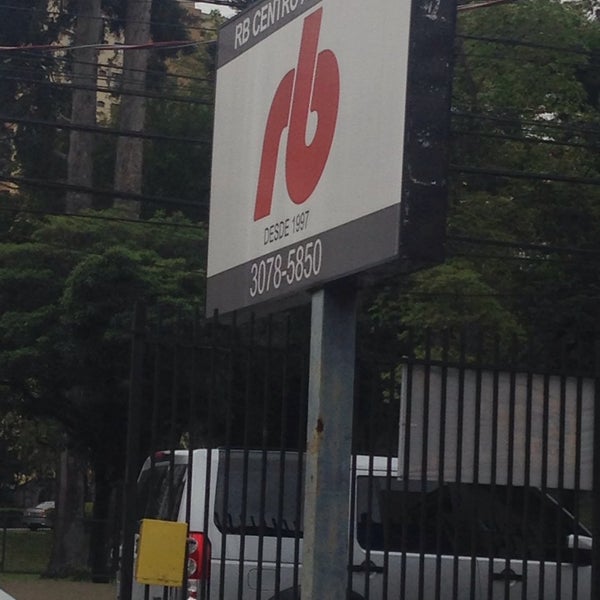 RB CENTRO
rb
DESDE 1997
3078-5850